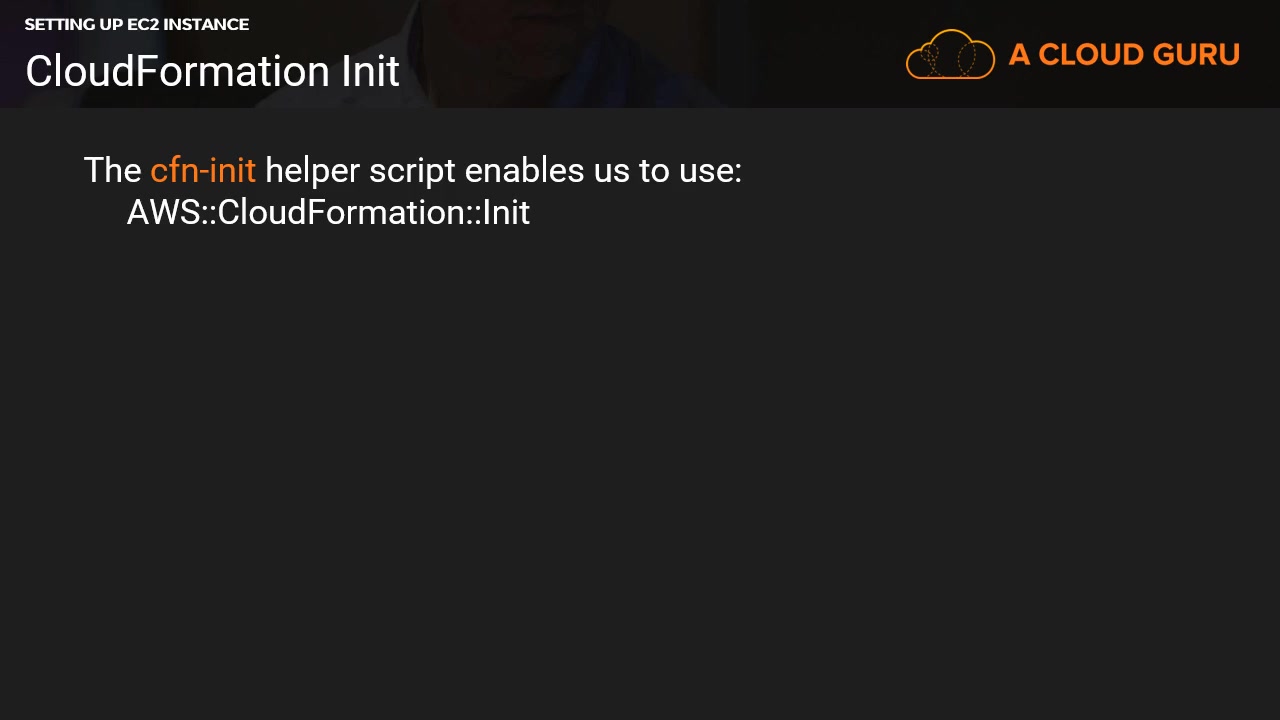 SETTING UP EC2 INSTANCE
CloudFormation Init
A CLOUD GURU
The cfn-init helper script enables us to use:
AWS::CloudFormation::Init